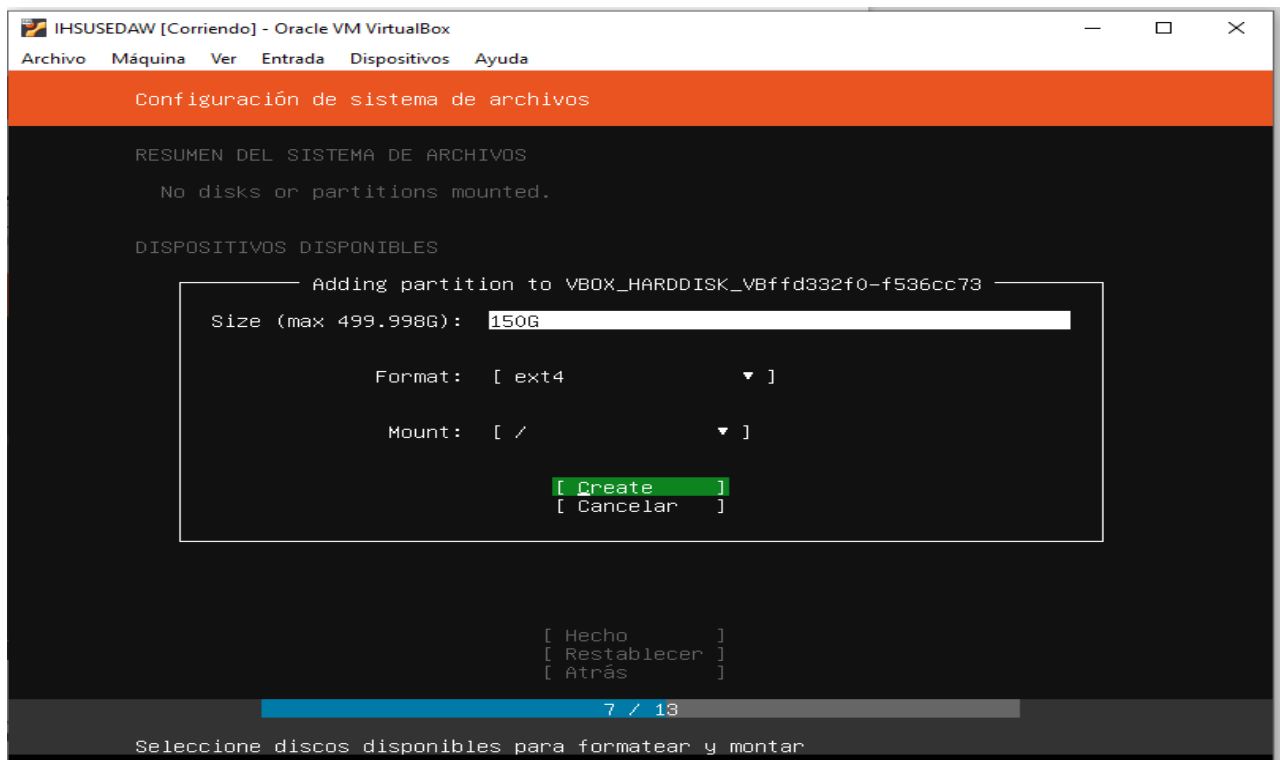 IHSUSEDAW [Corriendo] - Oracle VM VirtualBox
Archivo Máquina Ver Entrada Dispositivos Ayuda
Configuración de sistema de archivos
RESUMEN DEL SISTEMA DE ARCHIVOS
No disks or partitions mounted.
DISPOSITIVOS DISPONIBLES
Adding partition to VBOX_HARDDISK_VBffd332f0-f536cc73
Size (max 499.998G): 150G
Format: [ ext4 ▾ ]
Mount: [ / ▾ ]
[ Create ]
[ Cancelar ]
[ Hecho ]
[ Restablecer ]
[ Atrás ]
7 / 13
Seleccione discos disponibles para formatear y montar